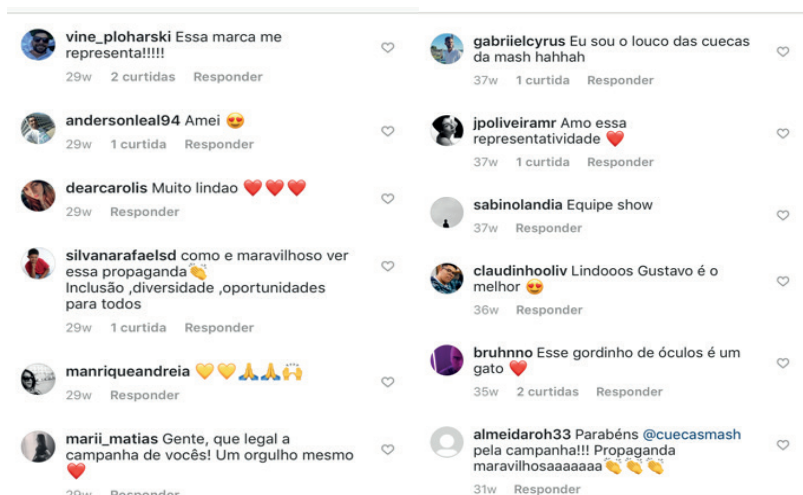 vine_ploharski Essa marca me
representa!!!!!
29w 2 curtidas Responder
andersonleal94 Amei 😍
29w 1 curtida Responder
dearcarolis Muito lindao ❤️ ❤️ ❤️
29w Responder
silvanarafaelsd como e maravilhoso ver
essa propaganda👏
Inclusão ,diversidade ,oportunidades
para todos
29w 1 curtida Responder
manriqueandreia 💛💛🙏🙏🙌
29w Responder
marii_matias Gente, que legal a
campanha de vocês! Um orgulho mesmo
❤️
29w Responder
gabriielcyrus Eu sou o louco das cuecas
da mash hahhah
37w 1 curtida Responder
jpoliveiramr Amo essa
representatividade ❤️
37w 1 curtida Responder
sabinolandia Equipe show
37w Responder
claudinhooliv Lindooos Gustavo é o
melhor 😍
36w Responder
bruhnno Esse gordinho de óculos é um
gato ❤️
35w 2 curtidas Responder
almeidaroh33 Parabéns @cuecasmash
pela campanha!!! Propaganda
maravilhosaaaaaaa👏👏👏
31w Responder